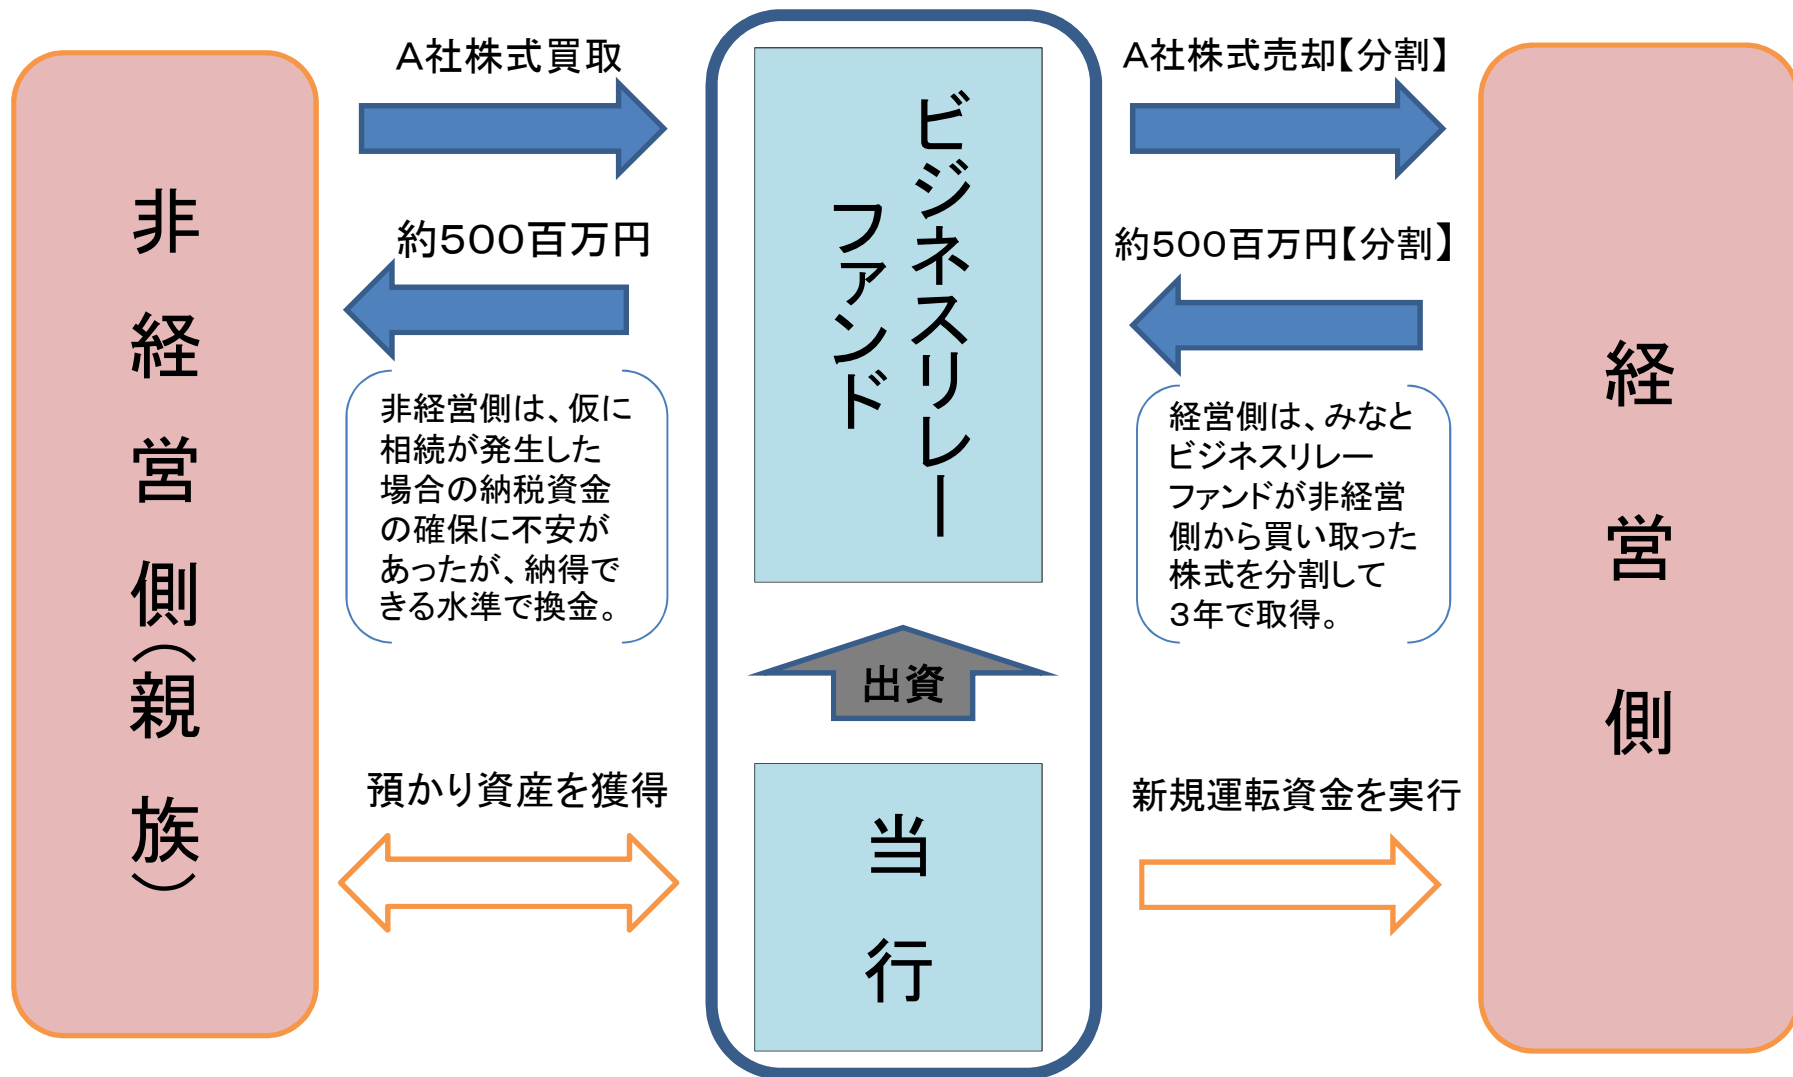 非経営側(親族)
A社株式買取
約500百万円
非経営側は、仮に
相続が発生した
場合の納税資金
の確保に不安が
あったが、納得で
きる水準で換金。
預かり資産を獲得
ビジネスリレー
ファンド
出資
当行
A社株式売却【分割】
約500百万円【分割】
経営側は、みなと
ビジネスリレー
ファンドが非経営
側から買い取った
株式を分割して
3年で取得。
新規運転資金を実行
経営側